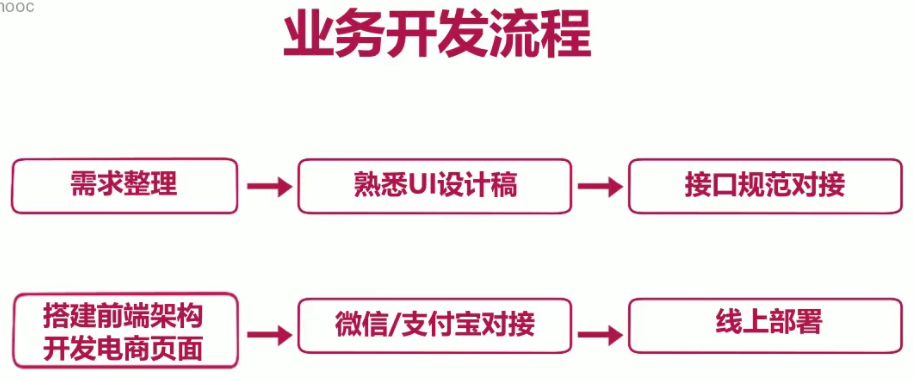 mooc
业务开发流程
需求整理
熟悉UI设计稿
接口规范对接
搭建前端架构
开发电商页面
微信/支付宝对接
线上部署